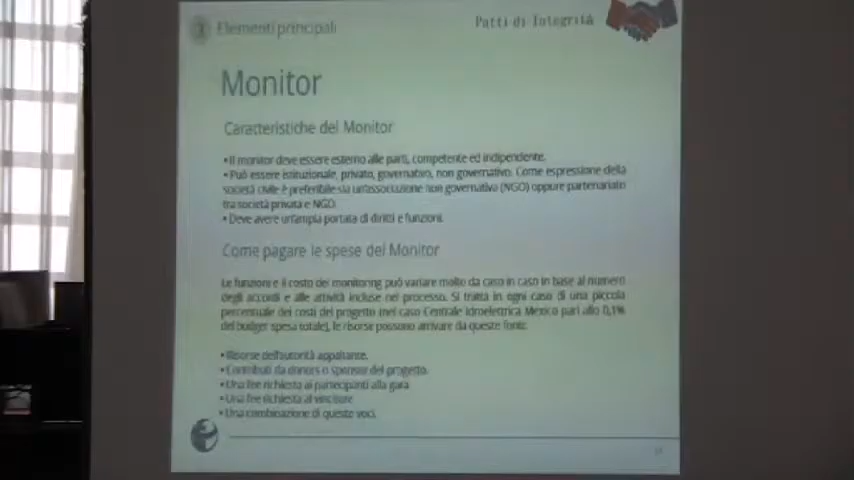 Elementi principali
Patti di Integrità
Monitor
Caratteristiche del Monitor
• Il monitor deve essere esterno alle parti, competente ed indipendente.
• Può essere istituzionale, privato, governativo, non governativo. Come espressione della
società civile è preferibile sia un'associazione non governativa (NGO) oppure partenariato
tra società privata e NGO.
• Deve avere un'ampia portata di diritti e funzioni.
Come pagare le spese del Monitor
Le funzioni e il costo del monitoring può variare molto da caso in caso in base al numero
degli accordi e alle attività incluse nel processo. Si tratta in ogni caso di una piccola
percentuale dei costi del progetto (nel caso Centrale Idroelettrica Mexico pari allo 0,1%
del budget spesa totale), le risorse possono arrivare da queste fonti:
• Risorse dell'autorità appaltante.
• Contributi da donors o sponsor del progetto.
• Una fee richiesta ai partecipanti alla gara
• Una fee richiesta al vincitore
• Una combinazione di queste voci.